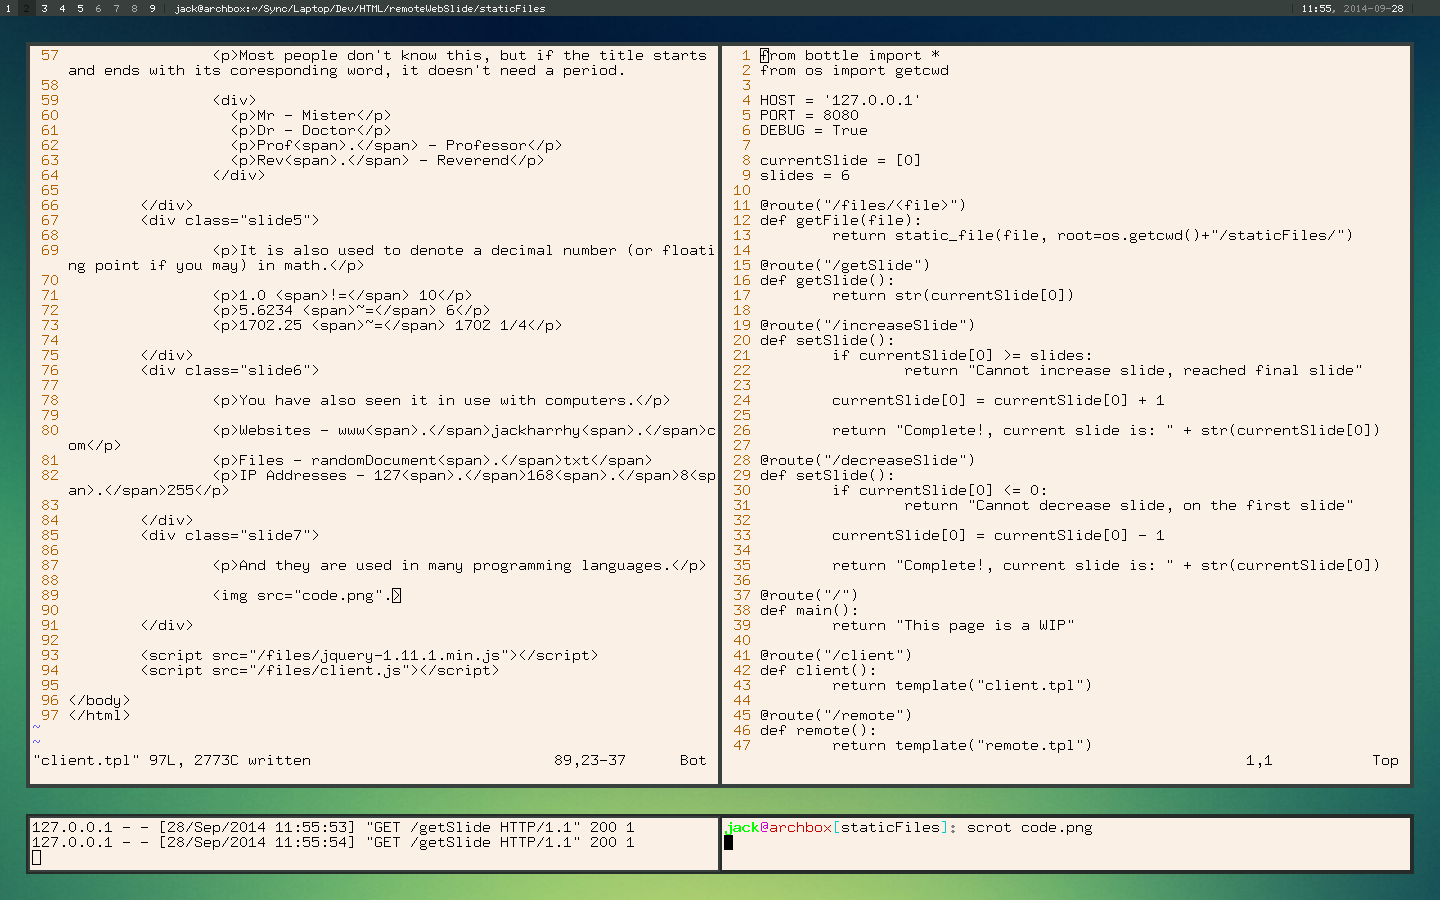 1 2 3 4 5 6 7 8 9 jack@archbox:~/Sync/Laptop/Dev/HTML/remoteWebSlide/staticFiles 11:55, 2014-09-28
57 <p>Most people don't know this, but if the title starts
and ends with its coresponding word, it doesn't need a period.
58
59 <div>
60 <p>Mr - Mister</p>
61 <p>Dr - Doctor</p>
62 <p>Prof<span>.</span> - Professor</p>
63 <p>Rev<span>.</span> - Reverend</p>
64 </div>
65
66 </div>
67 <div class="slide5">
68
69 <p>It is also used to denote a decimal number (or floati
ng point if you may) in math.</p>
70
71 <p>1.0 <span>!=</span> 10</p>
72 <p>5.6234 <span>~=</span> 6</p>
73 <p>1702.25 <span>~=</span> 1702 1/4</p>
74
75 </div>
76 <div class="slide6">
77
78 <p>You have also seen it in use with computers.</p>
79
80 <p>Websites - www<span>.</span>jackharrhy<span>.</span>c
om</p>
81 <p>Files - randomDocument<span>.</span>txt</span>
82 <p>IP Addresses - 127<span>.</span>168<span>.</span>8<sp
an>.</span>255</p>
83
84 </div>
85 <div class="slide7">
86
87 <p>And they are used in many programming languages.</p>
88
89 <img src="code.png".>
90
91 </div>
92
93 <script src="/files/jquery-1.11.1.min.js"></script>
94 <script src="/files/client.js"></script>
95
96 </body>
97 </html>
~
~
"client.tpl" 97L, 2773C written 89,23-37 Bot
1 from bottle import *
2 from os import getcwd
3
4 HOST = '127.0.0.1'
5 PORT = 8080
6 DEBUG = True
7
8 currentSlide = [0]
9 slides = 6
10
11 @route("/files/<file>")
12 def getFile(file):
13 return static_file(file, root=os.getcwd()+"/staticFiles/")
14
15 @route("/getSlide")
16 def getSlide():
17 return str(currentSlide[0])
18
19 @route("/increaseSlide")
20 def setSlide():
21 if currentSlide[0] >= slides:
22 return "Cannot increase slide, reached final slide"
23
24 currentSlide[0] = currentSlide[0] + 1
25
26 return "Complete!, current slide is: " + str(currentSlide[0])
27
28 @route("/decreaseSlide")
29 def setSlide():
30 if currentSlide[0] <= 0:
31 return "Cannot decrease slide, on the first slide"
32
33 currentSlide[0] = currentSlide[0] - 1
34
35 return "Complete!, current slide is: " + str(currentSlide[0])
36
37 @route("/")
38 def main():
39 return "This page is a WIP"
40
41 @route("/client")
42 def client():
43 return template("client.tpl")
44
45 @route("/remote")
46 def remote():
47 return template("remote.tpl")
1,1 Top
127.0.0.1 - - [28/Sep/2014 11:55:53] "GET /getSlide HTTP/1.1" 200 1
127.0.0.1 - - [28/Sep/2014 11:55:54] "GET /getSlide HTTP/1.1" 200 1
jack@archbox[staticFiles]: scrot code.png